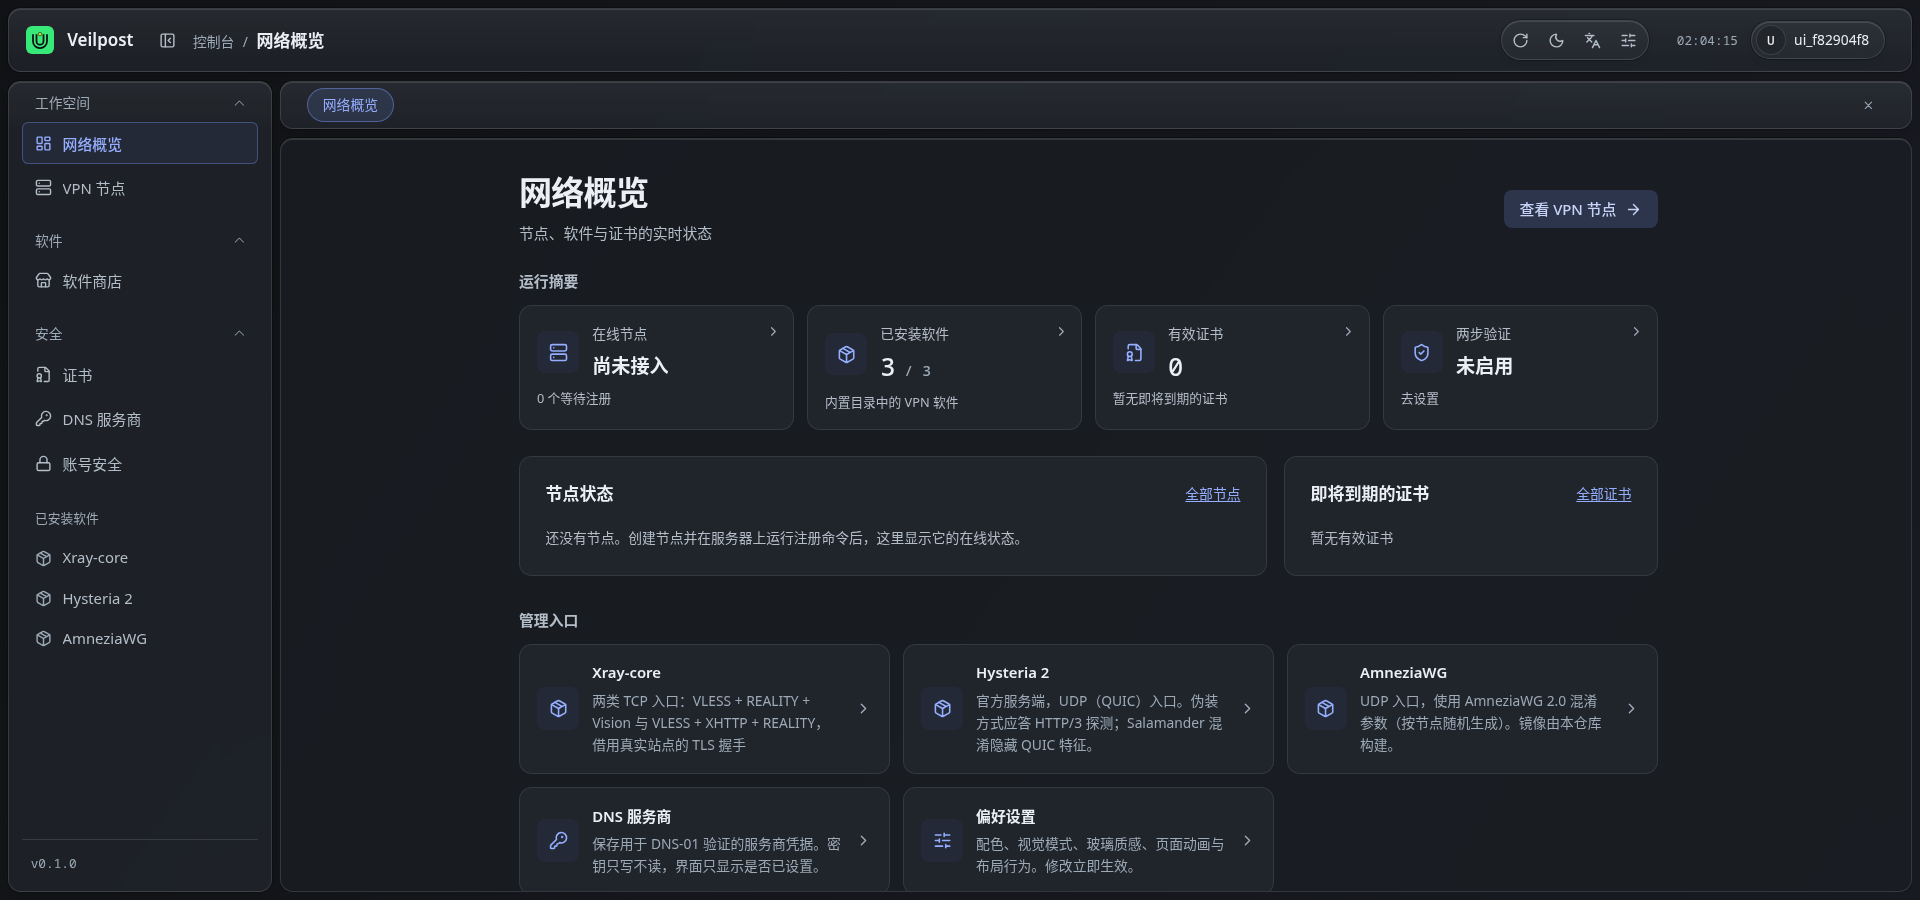 Veilpost
控制台 / 网络概览
02:04:15
U
ui_f82904f8
工作空间
网络概览
VPN 节点
软件
软件商店
安全
证书
DNS 服务商
账号安全
已安装软件
Xray-core
Hysteria 2
AmneziaWG
v0.1.0
网络概览
网络概览
节点、软件与证书的实时状态
查看 VPN 节点
运行摘要
在线节点
尚未接入
0 个等待注册
已安装软件
3 / 3
内置目录中的 VPN 软件
有效证书
0
暂无即将到期的证书
两步验证
未启用
去设置
节点状态
全部节点
还没有节点。创建节点并在服务器上运行注册命令后，这里显示它的在线状态。
即将到期的证书
全部证书
暂无有效证书
管理入口
Xray-core
两类 TCP 入口：VLESS + REALITY +
Vision 与 VLESS + XHTTP + REALITY，
借用真实站点的 TLS 握手
Hysteria 2
官方服务端，UDP（QUIC）入口。伪装
方式应答 HTTP/3 探测；Salamander 混
淆隐藏 QUIC 特征。
AmneziaWG
UDP 入口，使用 AmneziaWG 2.0 混淆
参数（按节点随机生成）。镜像由本仓库
构建。
DNS 服务商
保存用于 DNS-01 验证的服务商凭据。密
钥只写不读，界面只显示是否已设置。
偏好设置
配色、视觉模式、玻璃质感、页面动画与
布局行为。修改立即生效。